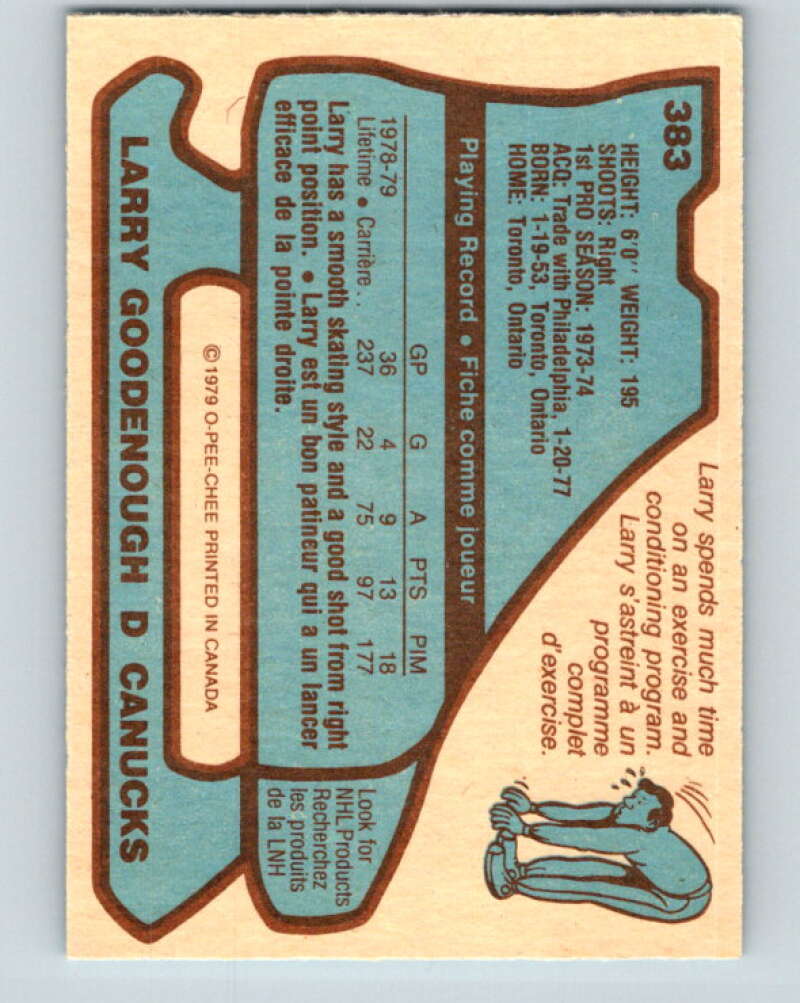 383
HEIGHT: 6'0" WEIGHT: 195
SHOOTS: Right
1st PRO SEASON: 1973-74
ACQ: Trade with Philadelphia, 1-20-77
BORN: 1-19-53, Toronto, Ontario
HOME: Toronto, Ontario
Larry spends much time
on an exercise and
conditioning program.
Larry s'astreint à un
programme
complet
d'exercise.
Playing Record • Fiche comme joueur
GP G A PTS PIM
1978-79 36 4 9 13 18
Lifetime • Carrière . . 237 22 75 97 177
Larry has a smooth skating style and a good shot from right
point position. • Larry est un bon patineur qui a un lancer
efficace de la pointe droite.
Look for
NHL Products
Recherchez
les produits
de la LNH
©1979 O-PEE-CHEE PRINTED IN CANADA
LARRY GOODENOUGH D CANUCKS